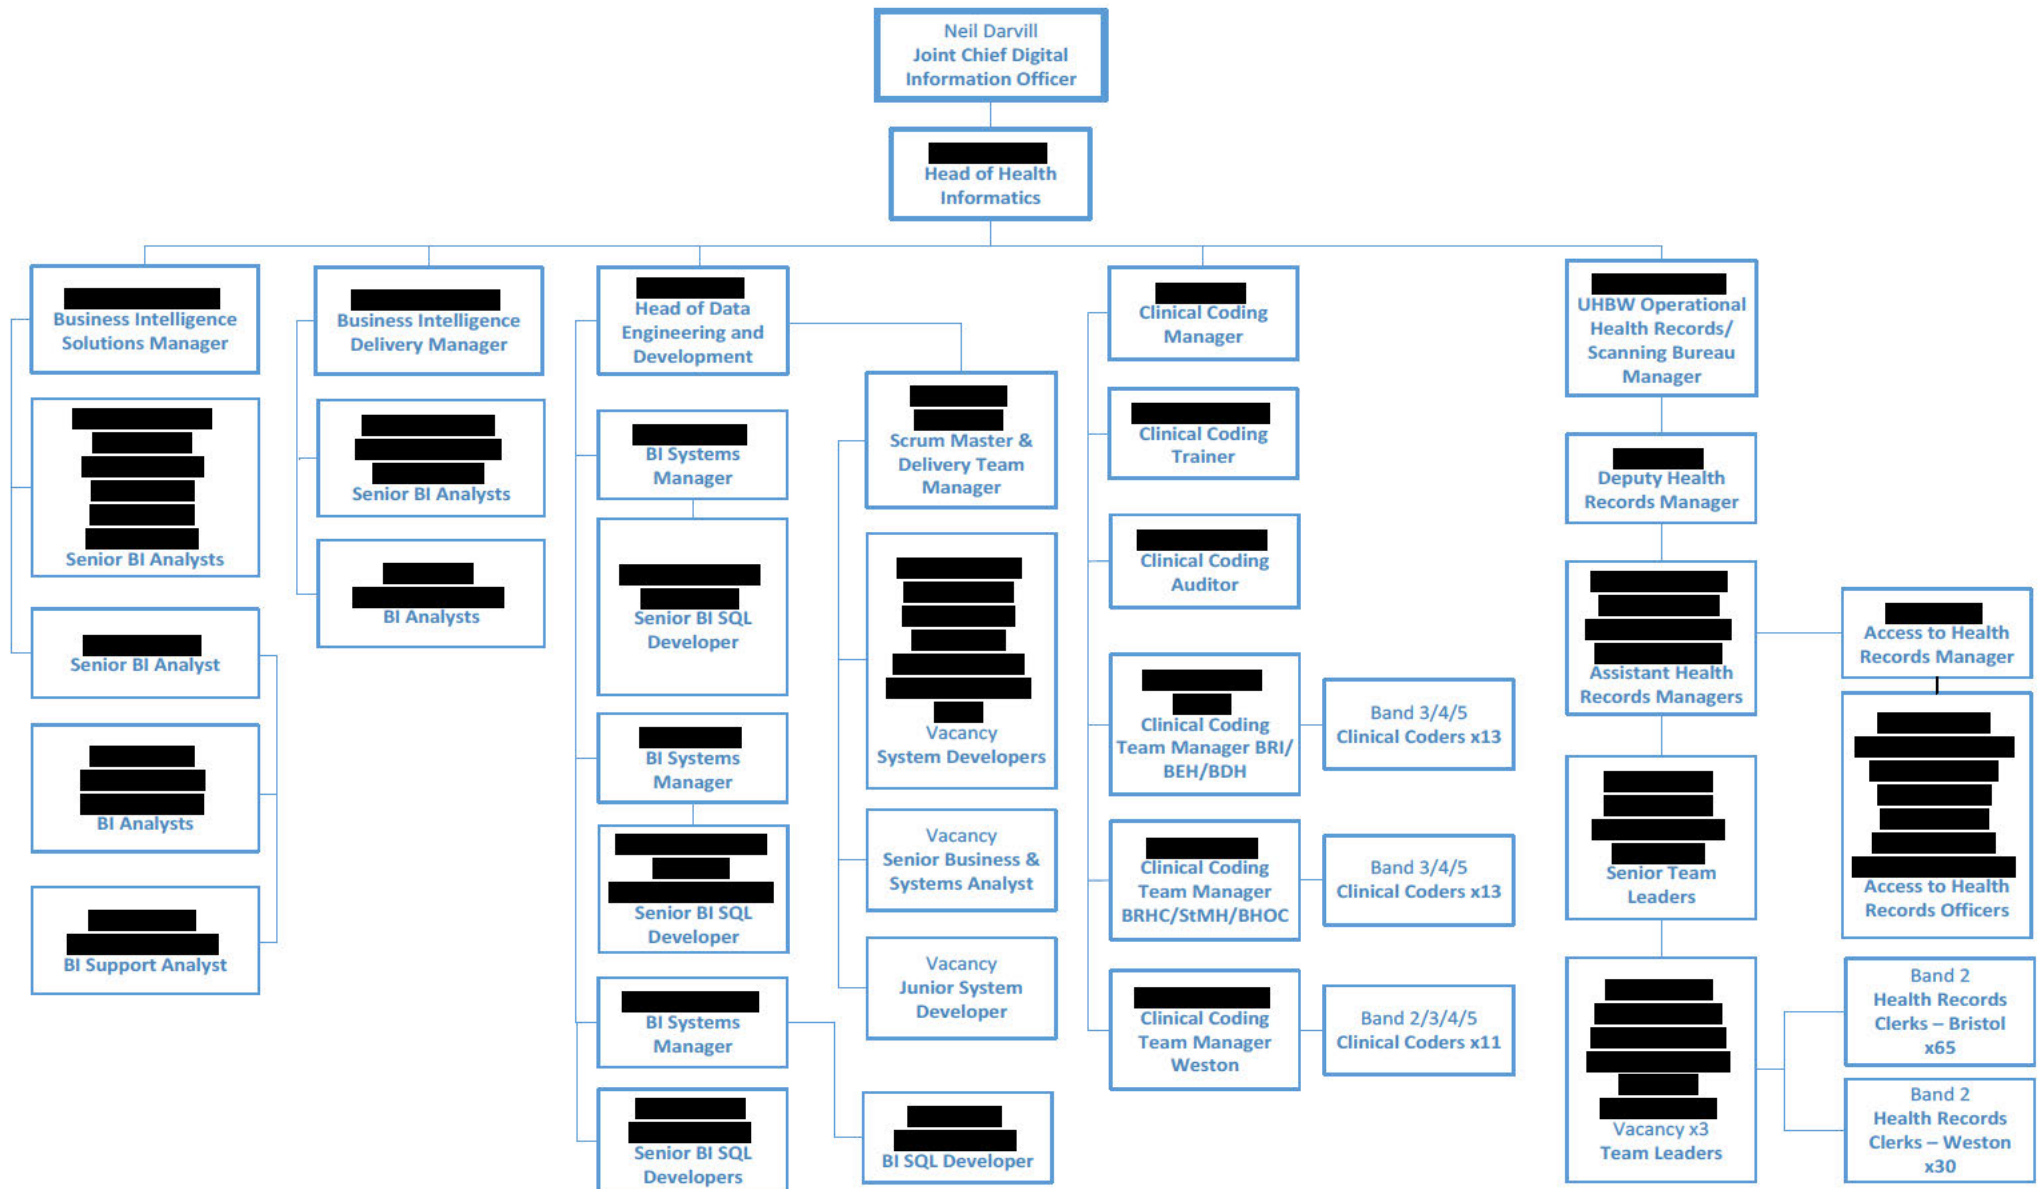 Neil Darvill
Joint Chief Digital
Information Officer
Head of Health
Informatics
Business Intelligence
Solutions Manager
Senior BI Analysts
Senior BI Analyst
BI Analysts
BI Support Analyst
Business Intelligence
Delivery Manager
Senior BI Analysts
BI Analysts
Head of Data
Engineering and
Development
BI Systems
Manager
Senior BI SQL
Developer
BI Systems
Manager
Senior BI SQL
Developer
BI Systems
Manager
Senior BI SQL
Developers
Scrum Master &
Delivery Team
Manager
Vacancy
System Developers
Vacancy
Senior Business &
Systems Analyst
Vacancy
Junior System
Developer
BI SQL Developer
Clinical Coding
Manager
Clinical Coding
Trainer
Clinical Coding
Auditor
Clinical Coding
Team Manager BRI/
BEH/BDH
Band 3/4/5
Clinical Coders x13
Clinical Coding
Team Manager
BRHC/StMH/BHOC
Band 3/4/5
Clinical Coders x13
Clinical Coding
Team Manager
Weston
Band 2/3/4/5
Clinical Coders x11
UHBW Operational
Health Records/
Scanning Bureau
Manager
Deputy Health
Records Manager
Assistant Health
Records Managers
Senior Team
Leaders
Vacancy x3
Team Leaders
Access to Health
Records Manager
Access to Health
Records Officers
Band 2
Health Records
Clerks – Bristol
x65
Band 2
Health Records
Clerks – Weston
x30